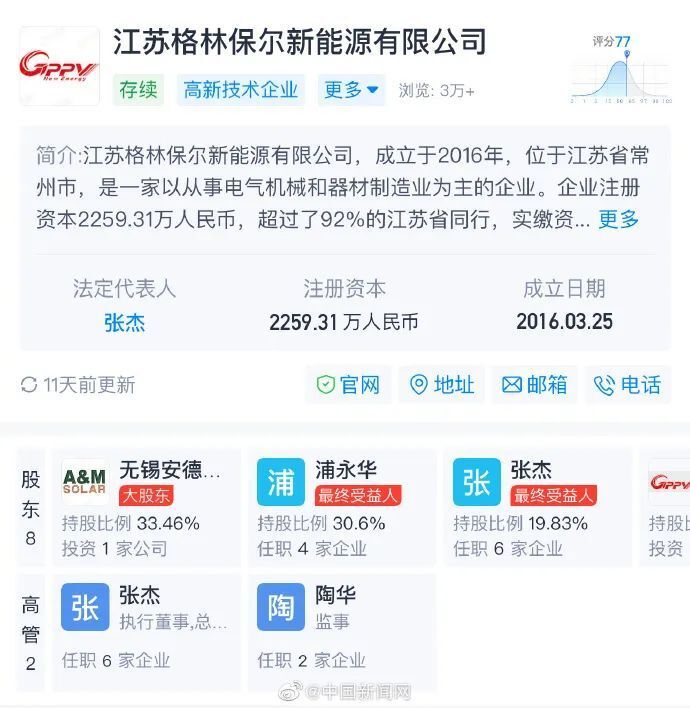 GPPV
New Energy
江苏格林保尔新能源有限公司
存续
高新技术企业
更多
浏览: 3万+
评分77
简介:江苏格林保尔新能源有限公司，成立于2016年，位于江苏省常
州市，是一家以从事电气机械和器材制造业为主的企业。企业注册
资本2259.31万人民币，超过了92%的江苏省同行，实缴资... 更多
法定代表人
张杰
注册资本
2259.31 万人民币
成立日期
2016.03.25
11天前更新
官网
地址
邮箱
电话
股东8
A&M
SOLAR
无锡安德...
大股东
持股比例 33.46%
投资 1 家公司
浦
浦永华
最终受益人
持股比例 30.6%
任职 4 家企业
张
张杰
最终受益人
持股比例 19.83%
任职 6 家企业
GPPV
持股
投资
高管2
张
张杰
执行董事,总...
任职 6 家企业
陶
陶华
监事
任职 2 家企业
@中国新闻网